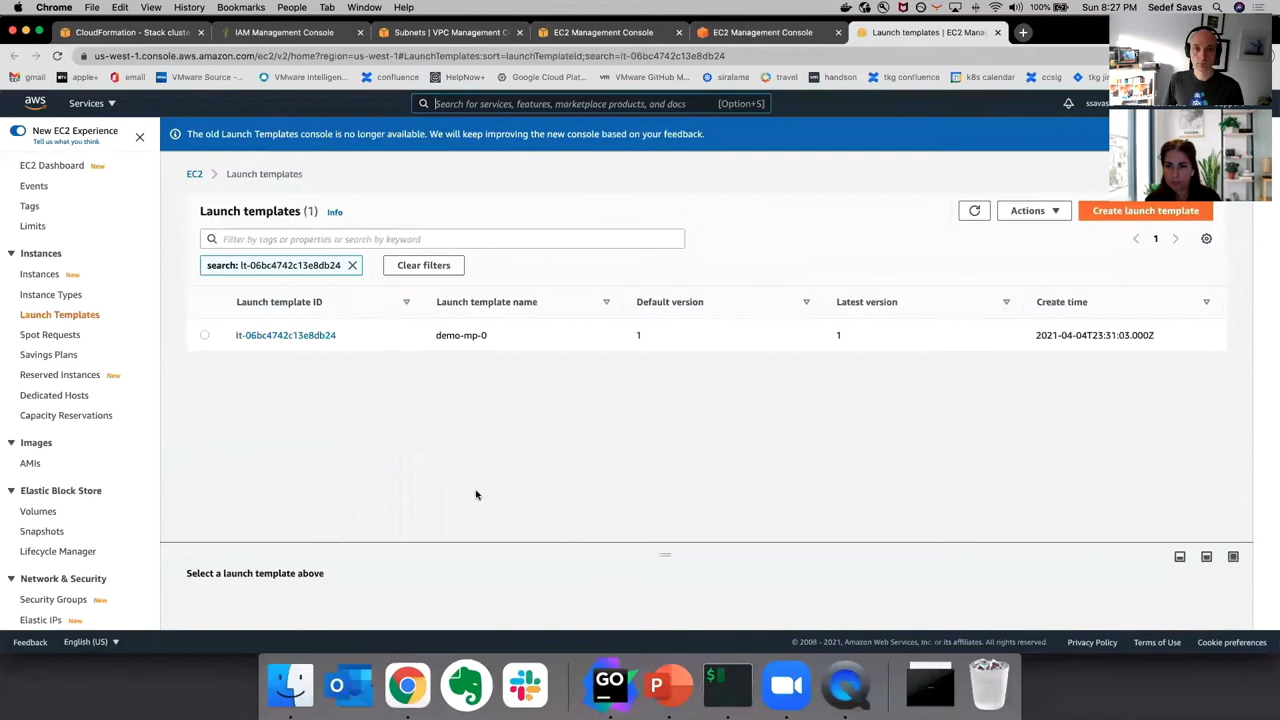 Chrome File Edit View History Bookmarks People Tab Window Help
100% Sun 8:27 PM Sedef Savas
CloudFormation - Stack cluste
IAM Management Console
Subnets | VPC Management C
EC2 Management Console
EC2 Management Console
Launch templates | EC2 Mana
us-west-1.console.aws.amazon.com/ec2/v2/home?region=us-west-1#LaunchTemplates:sort=launchTemplateId;search=lt-06bc4742c13e8db24
gmail apple+ email VMware Source VMware Intelligen... confluence HelpNow+ Google Cloud Platf... VMware GitHub M... siralama travel handson tkg confluence k8s calendar ccsig tkg
aws Services
Search for services, features, marketplace products, and docs [Option+S]
ssavas
New EC2 Experience
Tell us what you think
The old Launch Templates console is no longer available. We will keep improving the new console based on your feedback.
EC2 Dashboard New
Events
Tags
Limits
Instances
Instances New
Instance Types
Launch Templates
Spot Requests
Savings Plans
Reserved Instances New
Dedicated Hosts
Capacity Reservations
Images
AMIs
Elastic Block Store
Volumes
Snapshots
Lifecycle Manager
Network & Security
Security Groups New
Elastic IPs New
EC2 > Launch templates
Launch templates (1) Info
Actions
Create launch template
Filter by tags or properties or search by keyword
1
search: lt-06bc4742c13e8db24
Clear filters
Launch template ID Launch template name Default version Latest version Create time
lt-06bc4742c13e8db24 demo-mp-0 1 1 2021-04-04T23:31:03.000Z
Select a launch template above
Feedback English (US)
© 2008 - 2021, Amazon Web Services, Inc. or its affiliates. All rights reserved. Privacy Policy Terms of Use Cookie preferences
GO